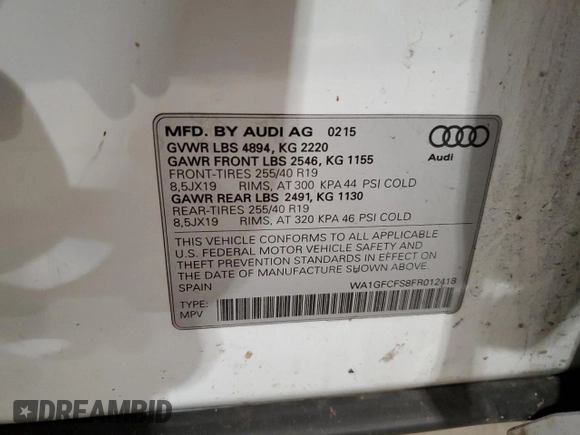 MFD. BY AUDI AG 0215
GVWR LBS 4894, KG 2220
GAWR FRONT LBS 2546, KG 1155
FRONT-TIRES 255/40 R19
8,5JX19 RIMS, AT 300 KPA 44 PSI COLD
GAWR REAR LBS 2491, KG 1130
REAR-TIRES 255/40 R19
8,5JX19 RIMS, AT 320 KPA 46 PSI COLD
Audi
THIS VEHICLE CONFORMS TO ALL APPLICABLE
U.S. FEDERAL MOTOR VEHICLE SAFETY AND
THEFT PREVENTION STANDARDS IN EFFECT ON
THE DATE OF MANUFACTURE SHOWN ABOVE.
SPAIN WA1GFCFS8FR012418
TYPE:
MPV
DREAMBID